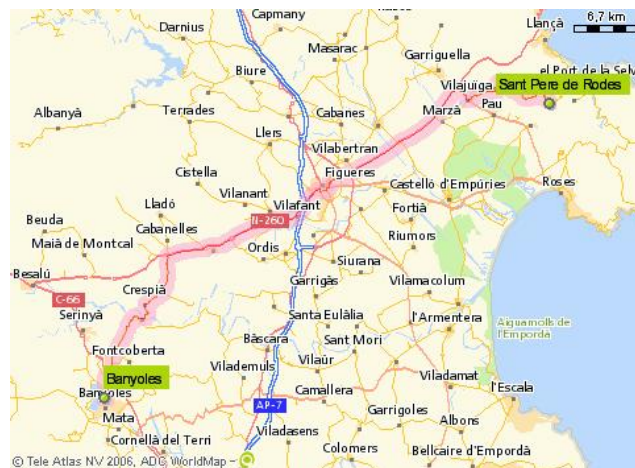 Capmany
Darnius
Llançà
6,7 km
Masarac
Garriguella
Biure
el Port de la Selv
Vilajuïga
Sant Pere de Rodes
Albanyà
Terrades
Cabanes
Marzà
Pau
Llers
Vilabertran
Cistella
Figueres
Vilanant
Castelló d'Empúries
Roses
Lladó
Vilafant
Beuda
Cabanelles
N-260
Fortià
Maià de Montcal
Ordis
Riumors
Besalú
Siurana
Garrigàs
Vilamacolum
C-66
Crespià
Serinyà
Santa Eulàlia
l'Armentera
Aiguamolls de
l'Empordà
Fontcoberta
Bàscara
Sant Mori
Vilademuls
Vilaür
Banyoles
Viladamat
Banyoles
Camallera
l'Escala
Mata
AP-7
Garrigoles
Albons
Cornellà del Terri
Viladasens
Colomers
Bellcaire d'Empordà
© Tele Atlas NV 2006, ADC WorldMap -